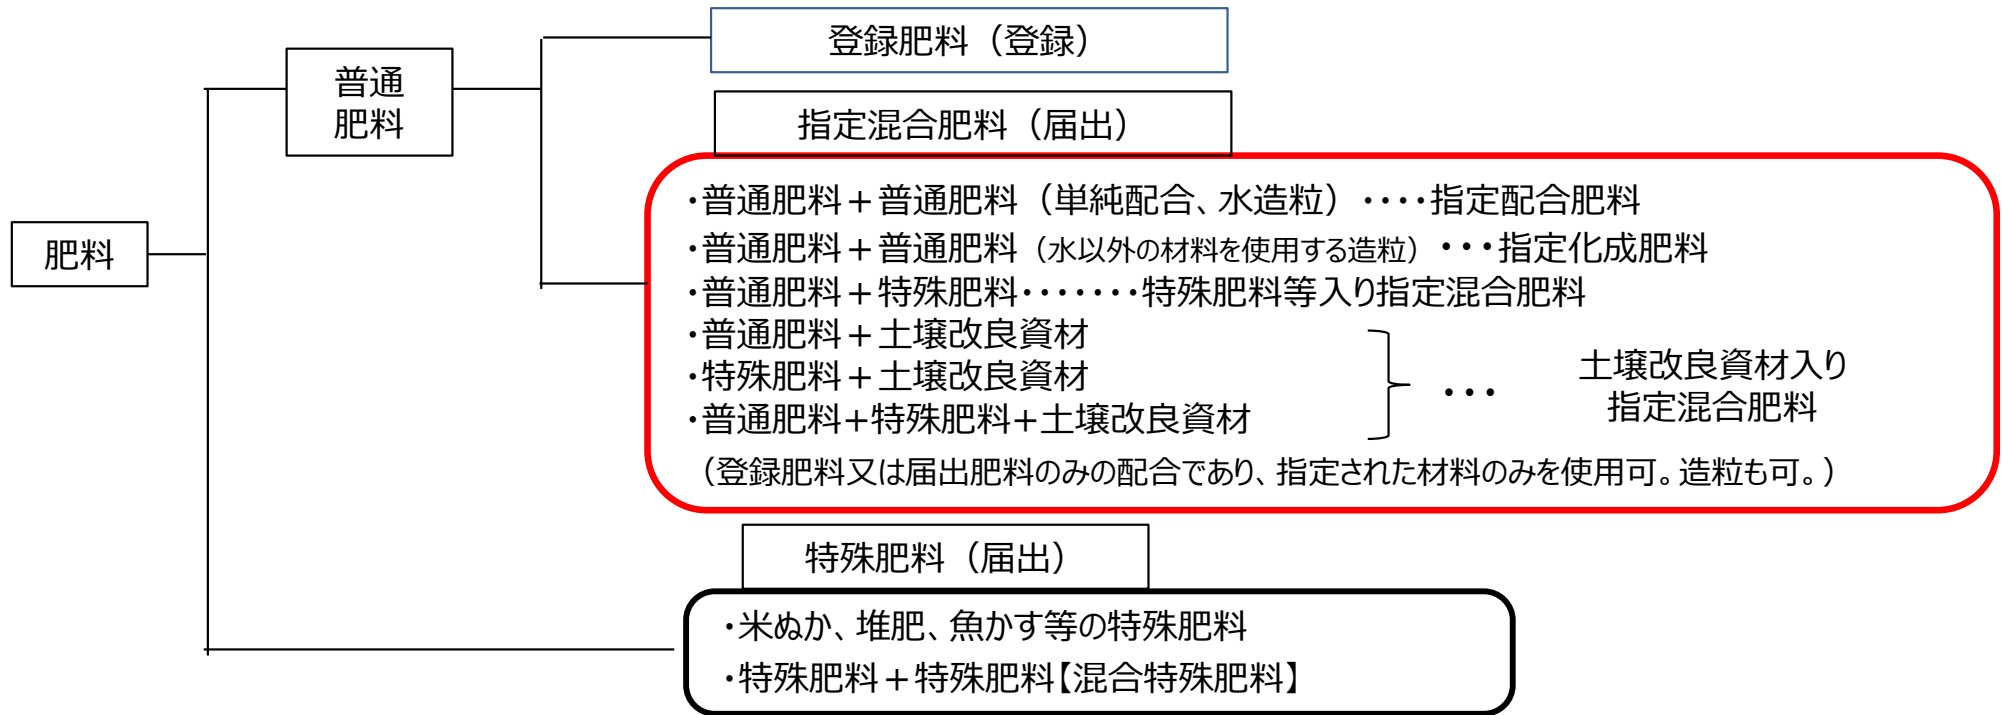 登録肥料（登録）
普通
肥料
指定混合肥料（届出）
肥料
・普通肥料＋普通肥料（単純配合、水造粒）・・・・指定配合肥料
・普通肥料＋普通肥料（水以外の材料を使用する造粒）・・・指定化成肥料
・普通肥料＋特殊肥料・・・・・・・特殊肥料等入り指定混合肥料
・普通肥料＋土壌改良資材
・特殊肥料＋土壌改良資材
・普通肥料+特殊肥料+土壌改良資材
・・・
土壌改良資材入り
指定混合肥料
（登録肥料又は届出肥料のみの配合であり、指定された材料のみを使用可。造粒も可。）
特殊肥料（届出）
・米ぬか、堆肥、魚かす等の特殊肥料
・特殊肥料＋特殊肥料【混合特殊肥料】